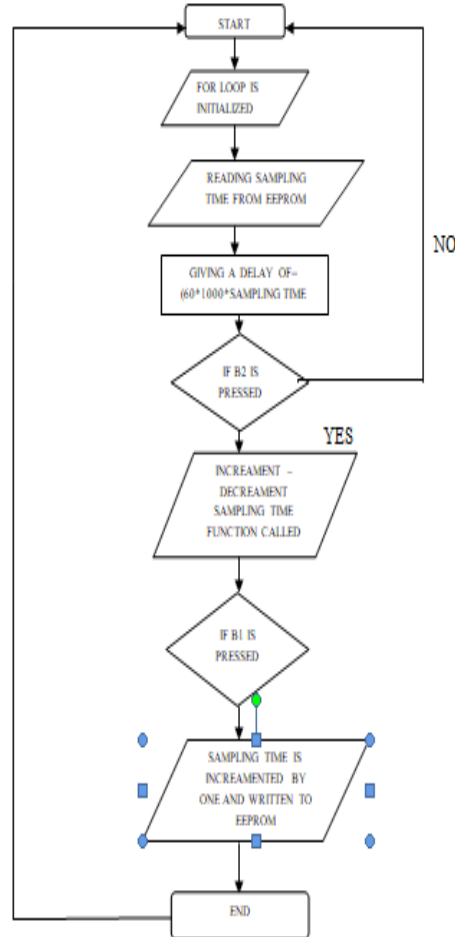 START
FOR LOOP IS
INITIALIZED
READING SAMPLING
TIME FROM EEPROM
GIVING A DELAY OF–
(60*1000*SAMPLING TIME
NO
IF B2 IS
PRESSED
YES
INCREAMENT –
DECREAMENT
SAMPLING TIME
FUNCTION CALLED
IF B1 IS
PRESSED
SAMPLING TIME IS
INCREAMENTED BY
ONE AND WRITTEN TO
EEPROM
END